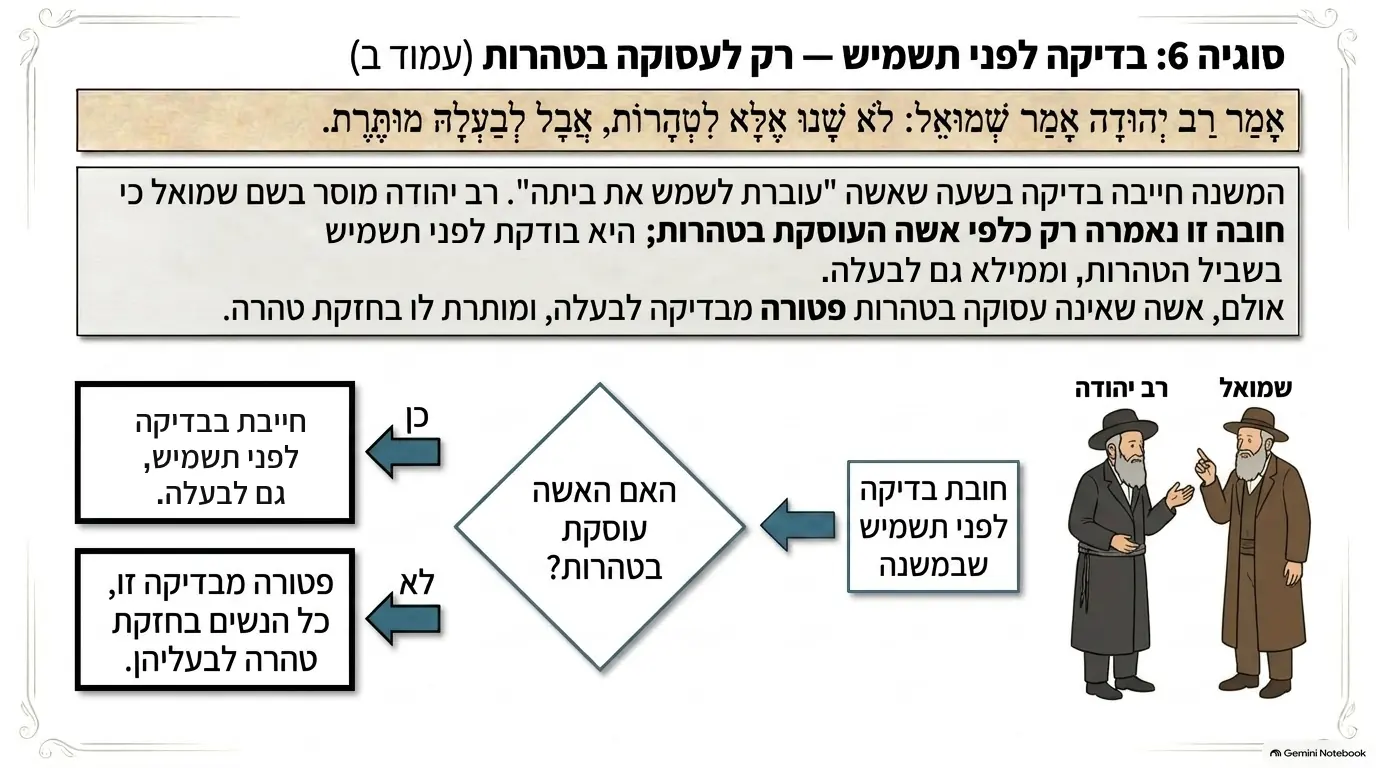 סוגיה 6: בדיקה לפני תשמיש — רק לעסוקה בטהרות (עמוד ב)
אָמַר רַב יְהוּדָה אָמַר שְׁמוּאֵל: לֹא שָׁנוּ אֶלָּא לִטְהָרוֹת, אֲבָל לְבַעְלָהּ מוּתֶּרֶת.
המשנה חייבה בדיקה בשעה שאשה "עוברת לשמש את ביתה". רב יהודה מוסר בשם שמואל כי
חובה זו נאמרה רק כלפי אשה העוסקת בטהרות; היא בודקת לפני תשמיש
בשביל הטהרות, וממילא גם לבעלה.
אולם, אשה שאינה עסוקה בטהרות פטורה מבדיקה לבעלה, ומותרת לו בחזקת טהרה.
שמואל
רב יהודה
חובת בדיקה
לפני תשמיש
שבמשנה
האם האשה
עוסקת
בטהרות?
כן
חייבת בבדיקה
לפני תשמיש,
גם לבעלה.
לא
פטורה מבדיקה זו,
כל הנשים בחזקת
טהרה לבעליהן.
Gemini Notebook